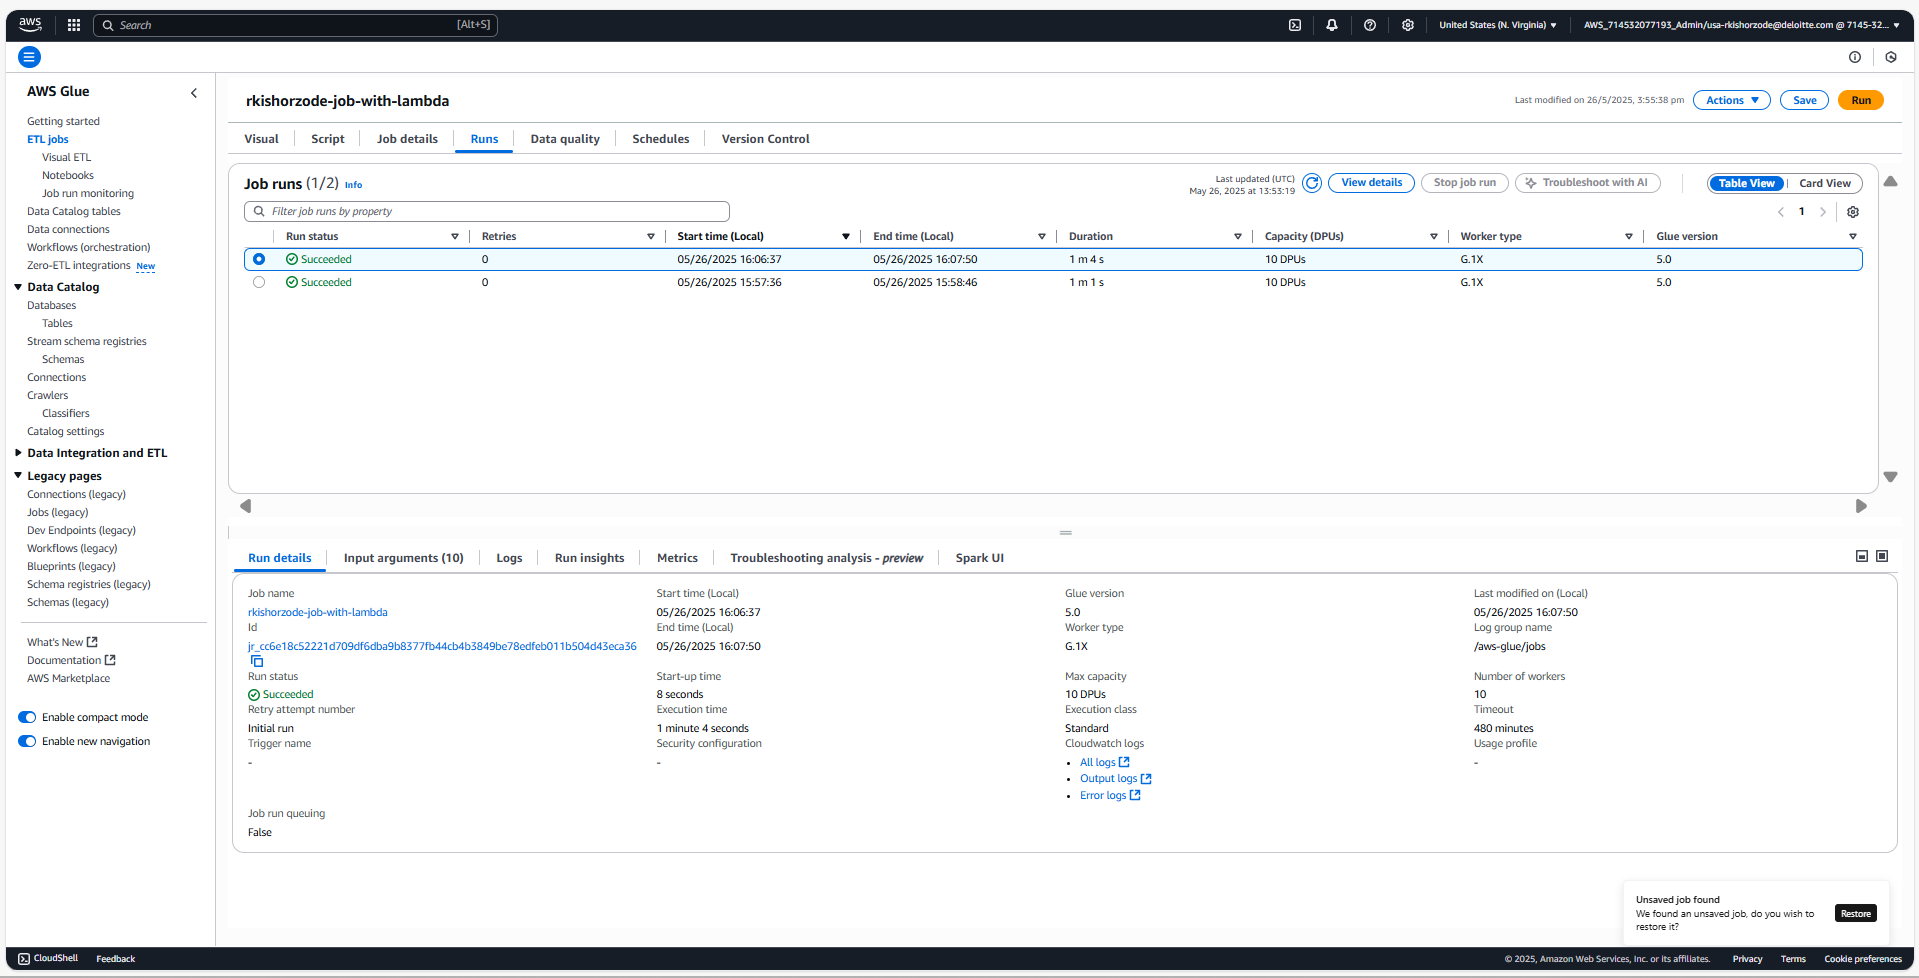 aws
Search
[Alt+S]
United States (N. Virginia)
AWS_714532077193_Admin/usa-rkishorzode@deloitte.com @ 7145-32...
AWS Glue
Getting started
ETL jobs
Visual ETL
Notebooks
Job run monitoring
Data Catalog tables
Data connections
Workflows (orchestration)
Zero-ETL integrations New
Data Catalog
Databases
Tables
Stream schema registries
Schemas
Connections
Crawlers
Classifiers
Catalog settings
Data Integration and ETL
Legacy pages
Connections (legacy)
Jobs (legacy)
Dev Endpoints (legacy)
Workflows (legacy)
Blueprints (legacy)
Schema registries (legacy)
Schemas (legacy)
What's New
Documentation
AWS Marketplace
Enable compact mode
Enable new navigation
rkishorzode-job-with-lambda
Last modified on 26/5/2025, 3:55:38 pm
Actions
Save
Run
Visual
Script
Job details
Runs
Data quality
Schedules
Version Control
Job runs (1/2) Info
Last updated (UTC)
May 26, 2025 at 13:53:19
View details
Stop job run
Troubleshoot with AI
Table View
Card View
Filter job runs by property
1
Run status Retries Start time (Local) End time (Local) Duration Capacity (DPUs) Worker type Glue version
Succeeded 0 05/26/2025 16:06:37 05/26/2025 16:07:50 1 m 4 s 10 DPUs G.1X 5.0
Succeeded 0 05/26/2025 15:57:36 05/26/2025 15:58:46 1 m 1 s 10 DPUs G.1X 5.0
Run details
Input arguments (10)
Logs
Run insights
Metrics
Troubleshooting analysis - preview
Spark UI
Job name
rkishorzode-job-with-lambda
Id
jr_cc6e18c52221d709df6dba9b8377fb44cb4b3849be78edfeb011b504d43eca36
Run status
Succeeded
Retry attempt number
Initial run
Trigger name
-
Job run queuing
False
Start time (Local)
05/26/2025 16:06:37
End time (Local)
05/26/2025 16:07:50
Start-up time
8 seconds
Execution time
1 minute 4 seconds
Security configuration
-
Glue version
5.0
Worker type
G.1X
Max capacity
10 DPUs
Execution class
Standard
Cloudwatch logs
All logs
Output logs
Error logs
Last modified on (Local)
05/26/2025 16:07:50
Log group name
/aws-glue/jobs
Number of workers
10
Timeout
480 minutes
Usage profile
-
Unsaved job found
We found an unsaved job, do you wish to
restore it?
Restore
CloudShell
Feedback
© 2025, Amazon Web Services, Inc. or its affiliates.
Privacy
Terms
Cookie preferences